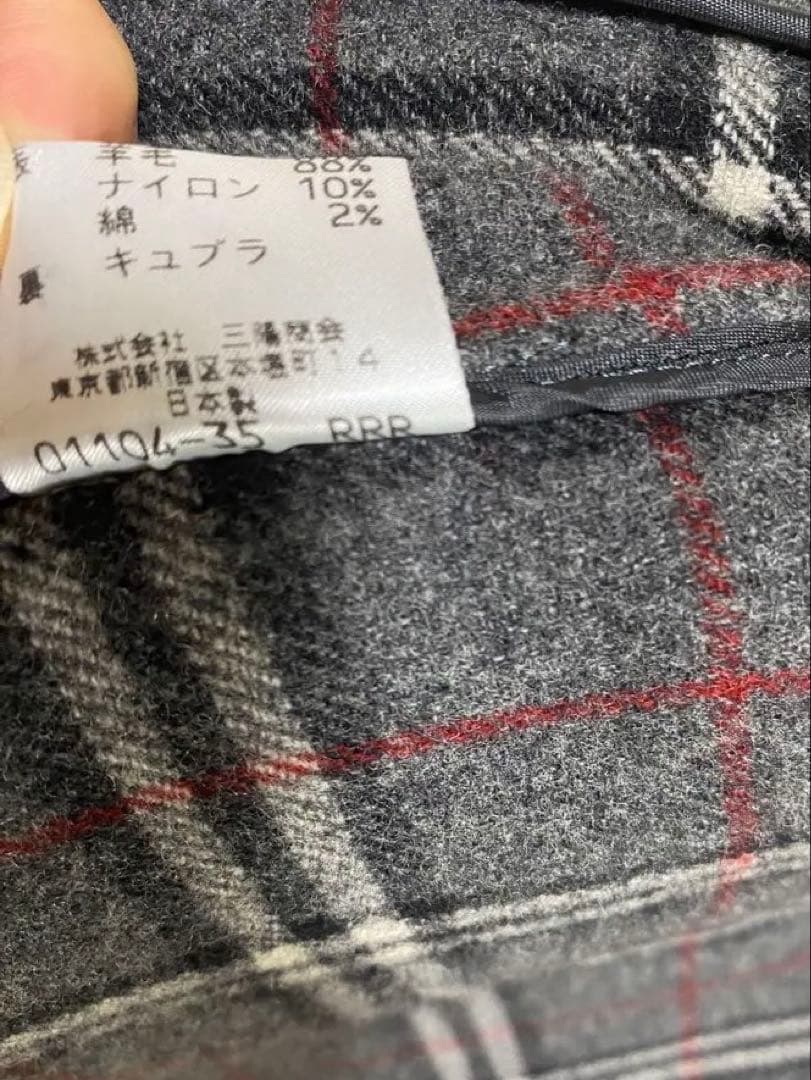 表 羊毛 88%
ナイロン 10%
綿 2%
キュプラ
裏
株式会社 三陽商会
東京都新宿区本塩町14
日本製
01104-35 RRR